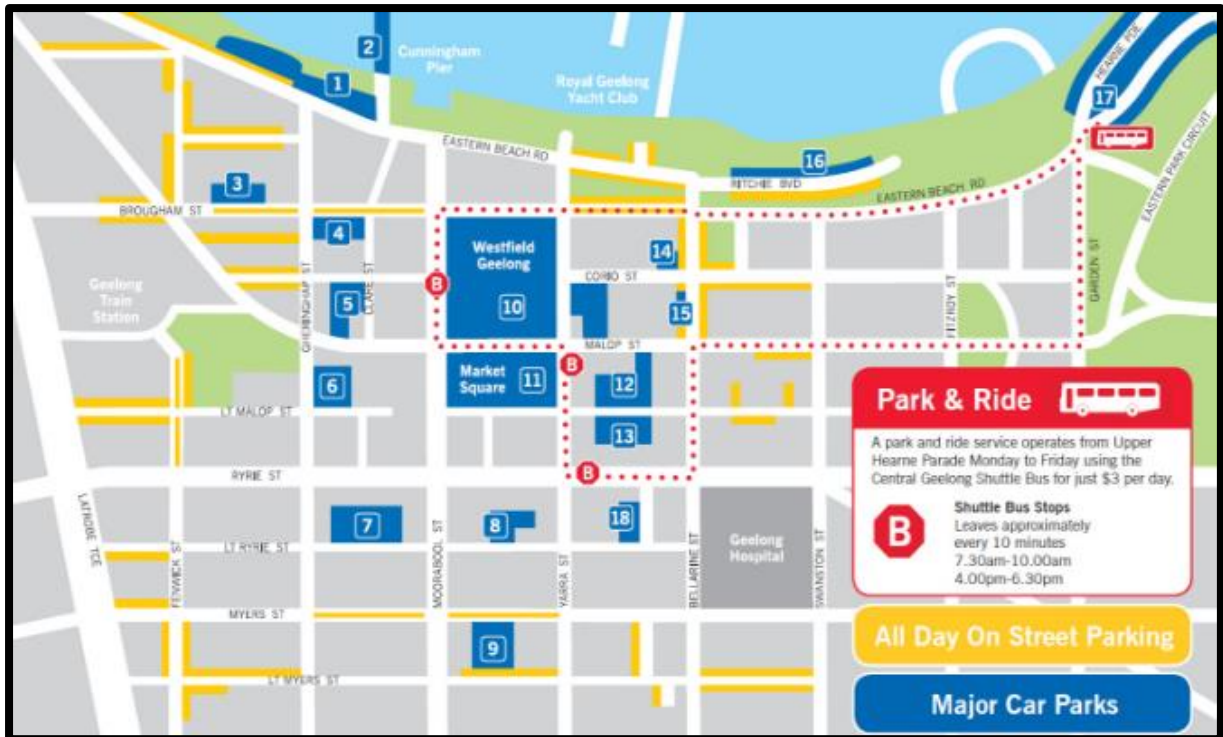 2
Cunningham
Pier
1
Royal Geelong
Yacht Club
HEARNE PDE
17
EASTERN PARK CIRCUIT
EASTERN BEACH RD
16
RITCHIE BVD
EASTERN BEACH RD
3
BROUGHAM ST
4
Westfield
Geelong
14
CORIO ST
Geelong
Train
Station
GHERINGHAP ST
CLARE ST
B
5
10
15
FITZROY ST
GARDEN ST
MALOP ST
B
Market
Square
11
12
6
LT MALOP ST
13
RYRIE ST
B
LATROBE TCE
7
8
18
LT RYRIE ST
Geelong
Hospital
FENWICK ST
MOORABOOL ST
YARRA ST
BELLARINE ST
SWANSTON ST
MYERS ST
9
LT MYERS ST
Park & Ride
A park and ride service operates from Upper
Hearne Parade Monday to Friday using the
Central Geelong Shuttle Bus for just $3 per day.
B
Shuttle Bus Stops
Leaves approximately
every 10 minutes
7.30am-10.00am
4.00pm-6.30pm
All Day On Street Parking
Major Car Parks